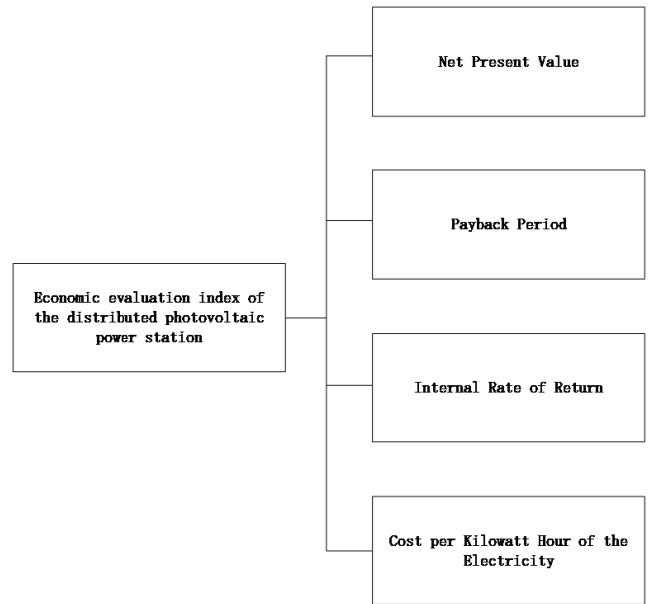 Net Present Value
Payback Period
Economic evaluation index of
the distributed photovoltaic
power station
Internal Rate of Return
Cost per Kilowatt Hour of the
Electricity